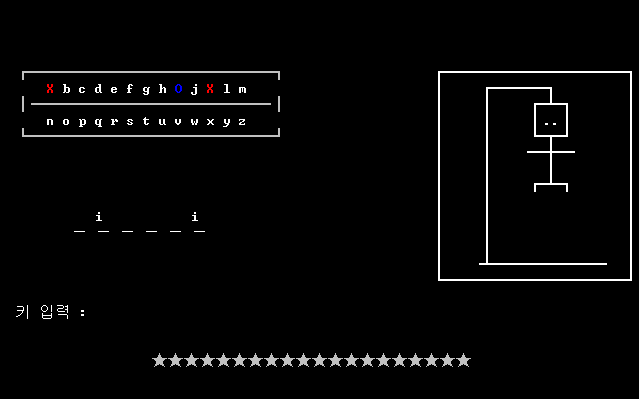 X b c d e f g h O j X l m
n o p q r s t u v w x y z
_ i _ _ _ i
키 입력 :
★★★★★★★★★★★★★★★★★★★★